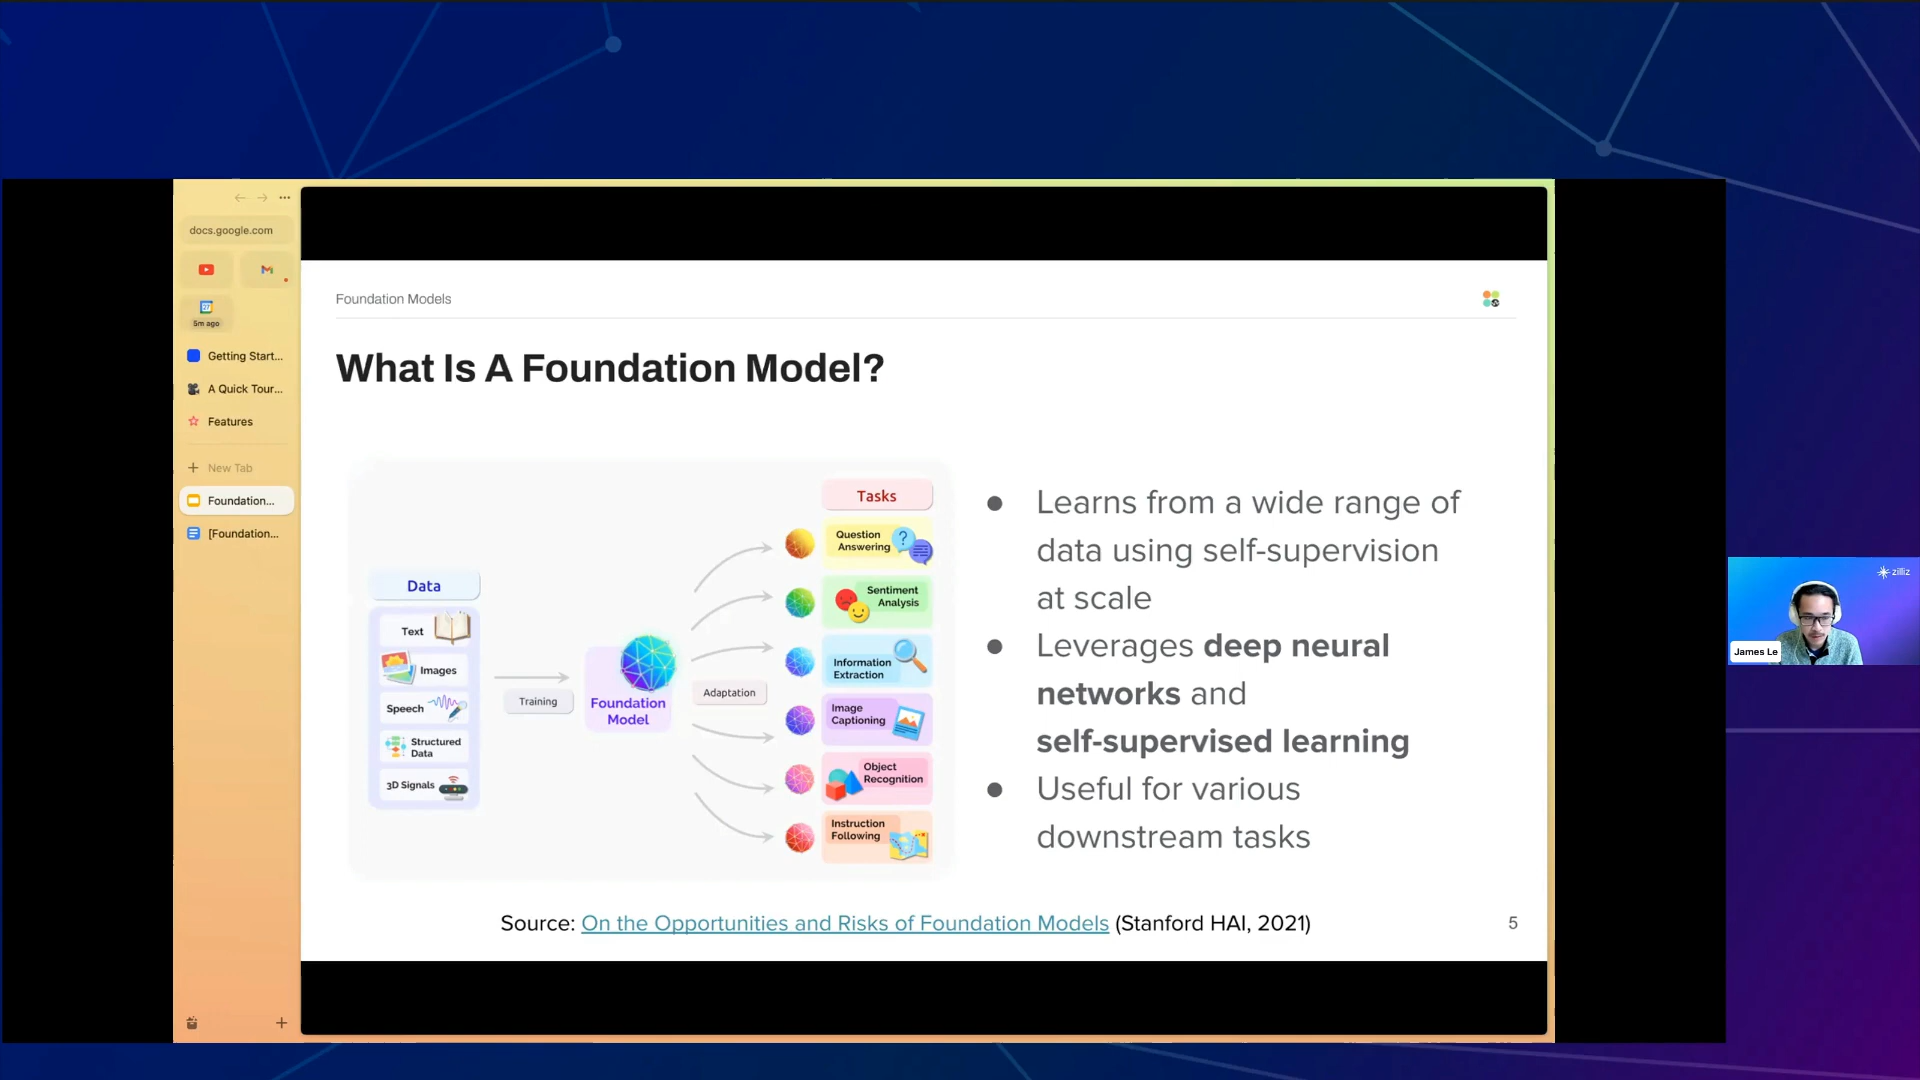 docs.google.com
5m ago
Getting Start...
A Quick Tour...
Features
New Tab
Foundation...
[Foundation...
Foundation Models
What Is A Foundation Model?
Data
Text
Images
Speech
Structured
Data
3D Signals
Training
Foundation
Model
Adaptation
Tasks
Question
Answering
Sentiment
Analysis
Information
Extraction
Image
Captioning
Object
Recognition
Instruction
Following
● Learns from a wide range of
data using self-supervision
at scale
● Leverages deep neural
networks and
self-supervised learning
● Useful for various
downstream tasks
Source: On the Opportunities and Risks of Foundation Models (Stanford HAI, 2021)
5
zilliz
James Le